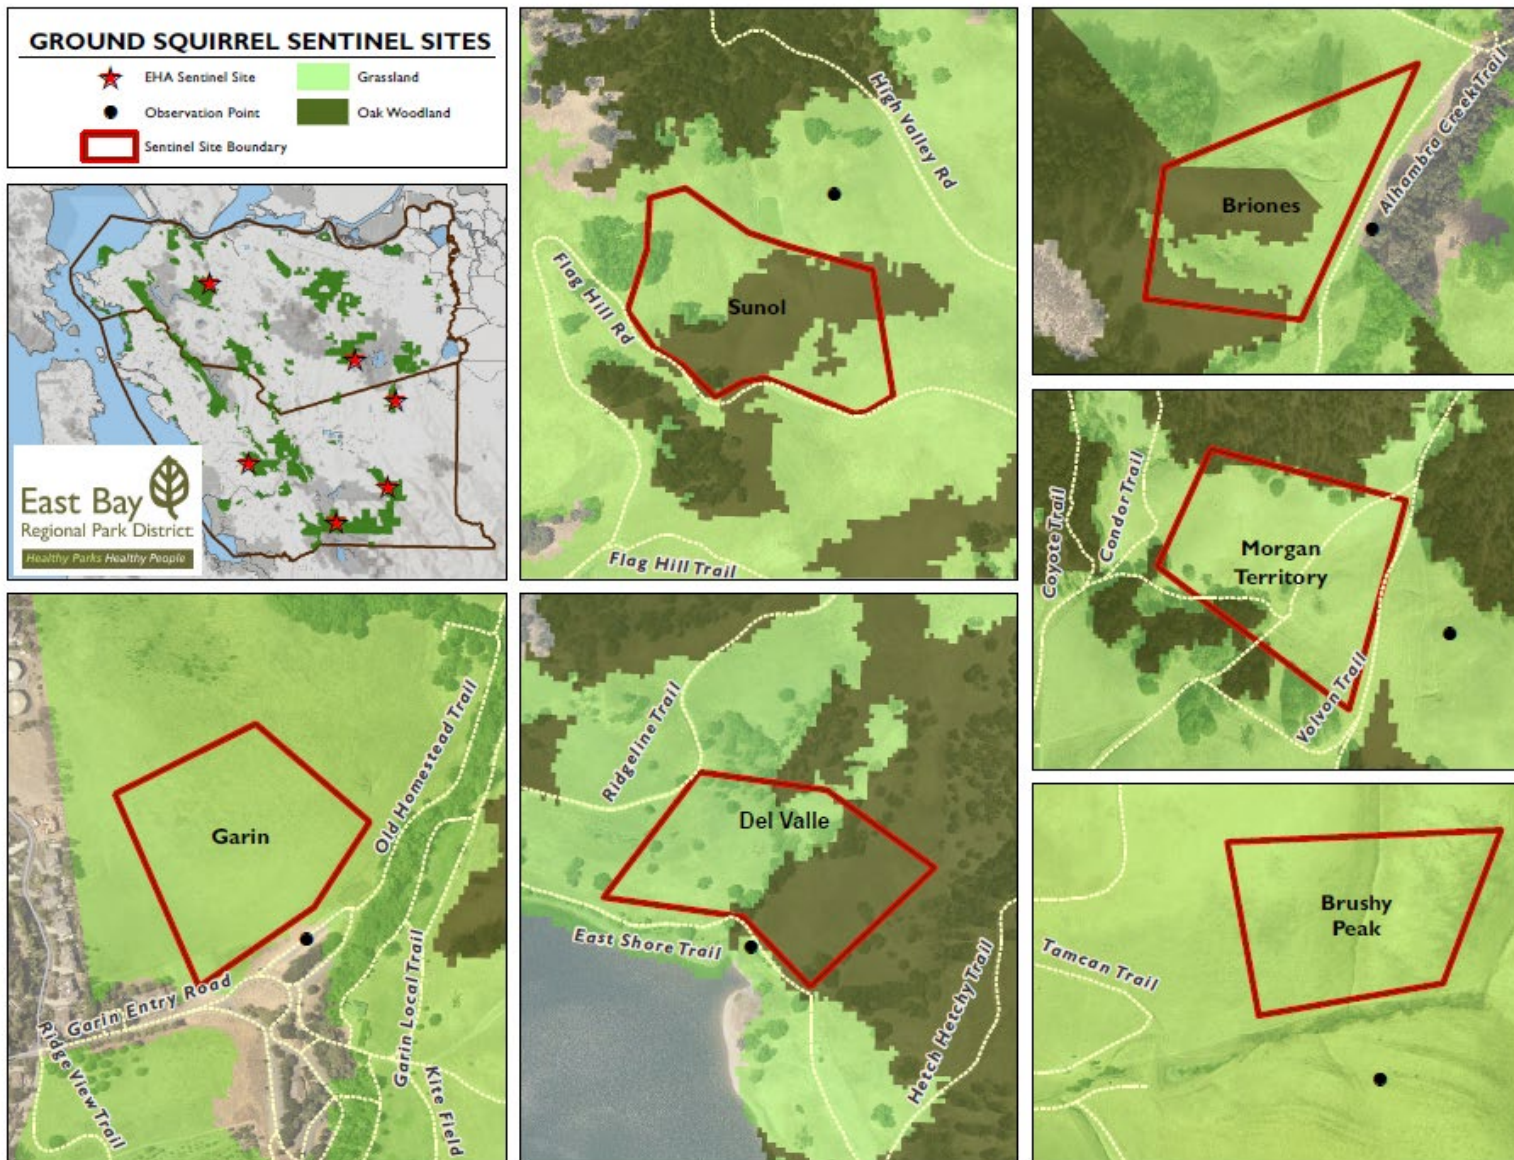 GROUND SQUIRREL SENTINEL SITES
EHA Sentinel Site
Grassland
Observation Point
Oak Woodland
Sentinel Site Boundary
East Bay
Regional Park District
Healthy Parks Healthy People
High Valley Rd
Flag Hill Rd
Sunol
Flag Hill Trail
Alhambra Creek Trail
Briones
Coyote Trail
Condor Trail
Morgan
Territory
Volvon Trail
Old Homestead Trail
Garin
Garin Entry Road
Ridge View Trail
Garin Local Trail
Kite Field
Ridgeline Trail
Del Valle
East Shore Trail
Hetch Hetchy Trail
Brushy
Peak
Tamcan Trail